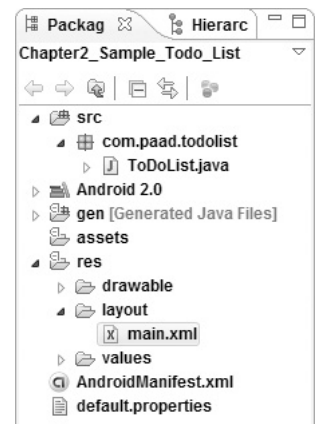 Packag Hierarc
Chapter2_Sample_Todo_List
src
com.paad.todolist
ToDoList.java
Android 2.0
gen [Generated Java Files]
assets
res
drawable
layout
main.xml
values
AndroidManifest.xml
default.properties